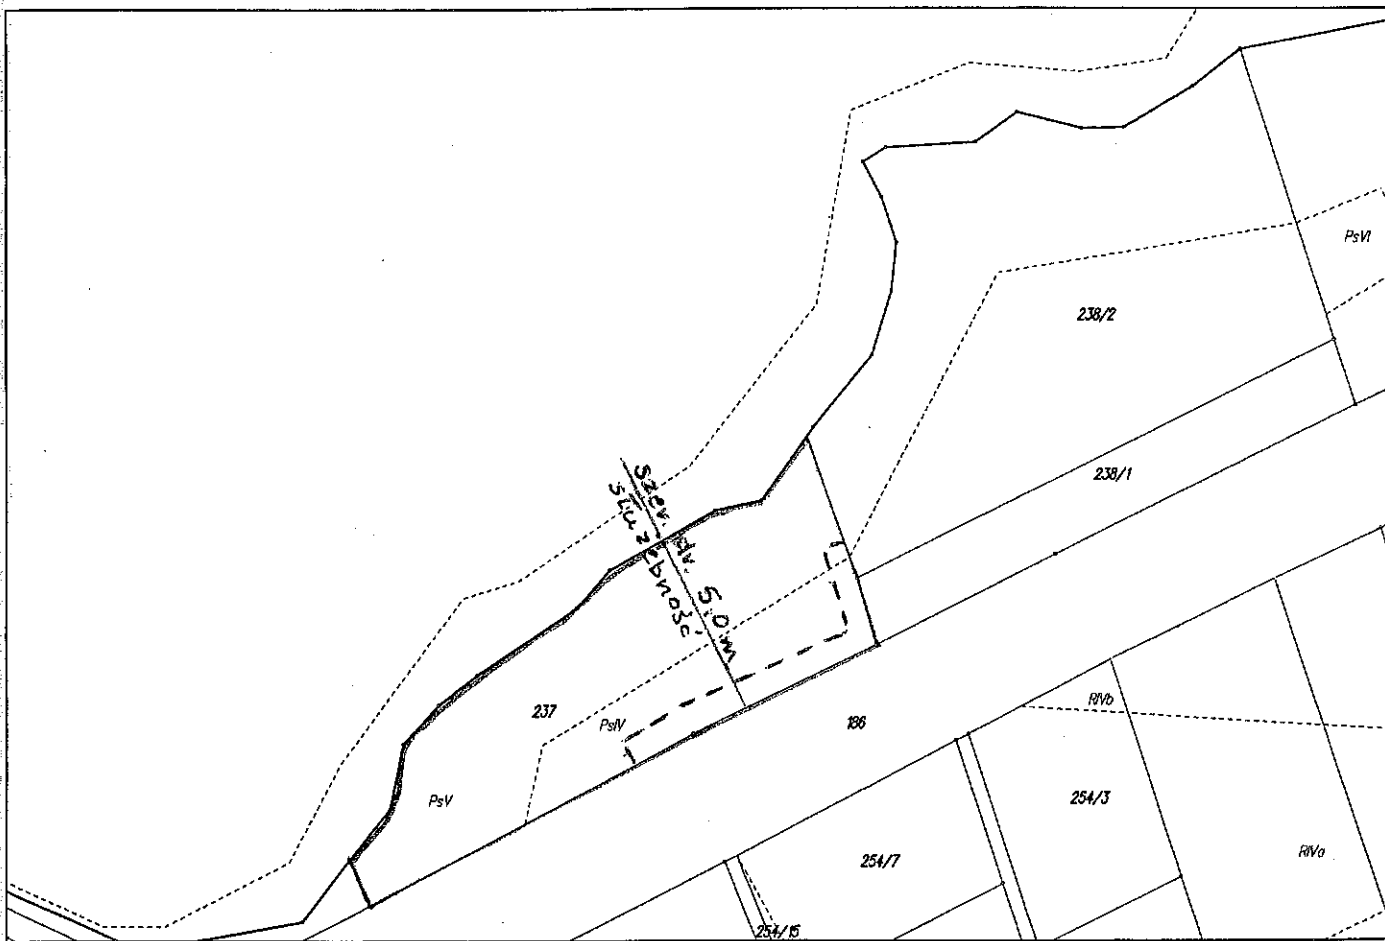 PsVI
238/2
238/1
szer. dr. 5,0 m
służebność
237
PsIV
186
RIVb
PsV
254/3
254/7
RIVa
254/15